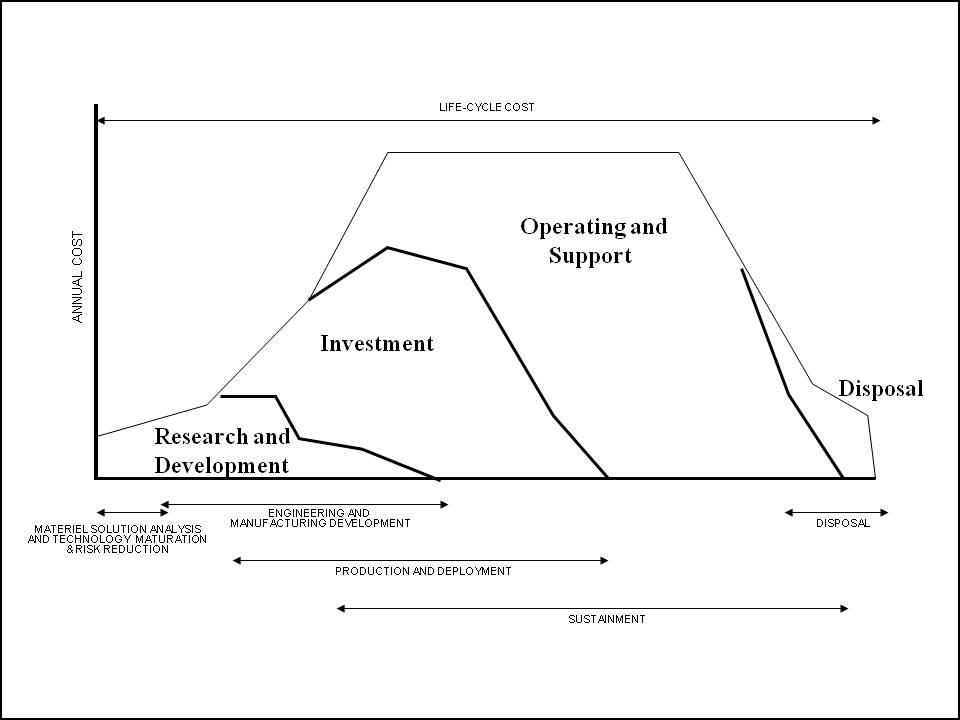 LIFE-CYCLE COST
ANNUAL COST
Operating and
Support
Investment
Disposal
Research and
Development
ENGINEERING AND
MANUFACTURING DEVELOPMENT
MATERIEL SOLUTION ANALYSIS
AND TECHNOLOGY MATURATION
& RISK REDUCTION
DISPOSAL
PRODUCTION AND DEPLOYMENT
SUSTAINMENT